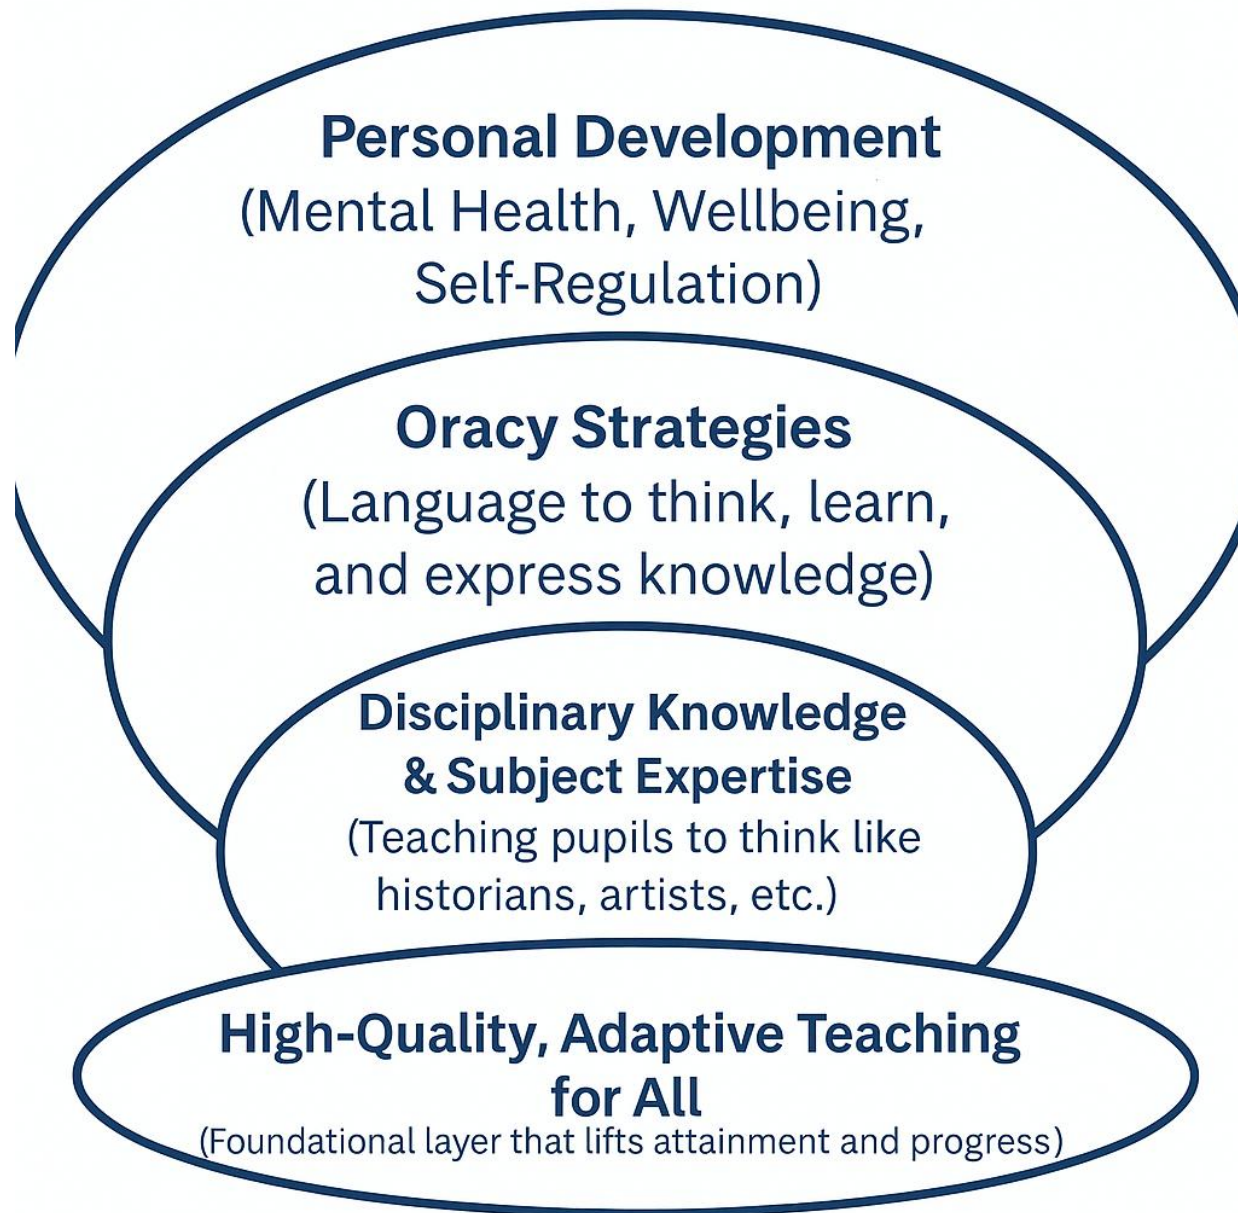 Personal Development
(Mental Health, Wellbeing,
Self-Regulation)
Oracy Strategies
(Language to think, learn,
and express knowledge)
Disciplinary Knowledge
& Subject Expertise
(Teaching pupils to think like
historians, artists, etc.)
High-Quality, Adaptive Teaching
for All
(Foundational layer that lifts attainment and progress)